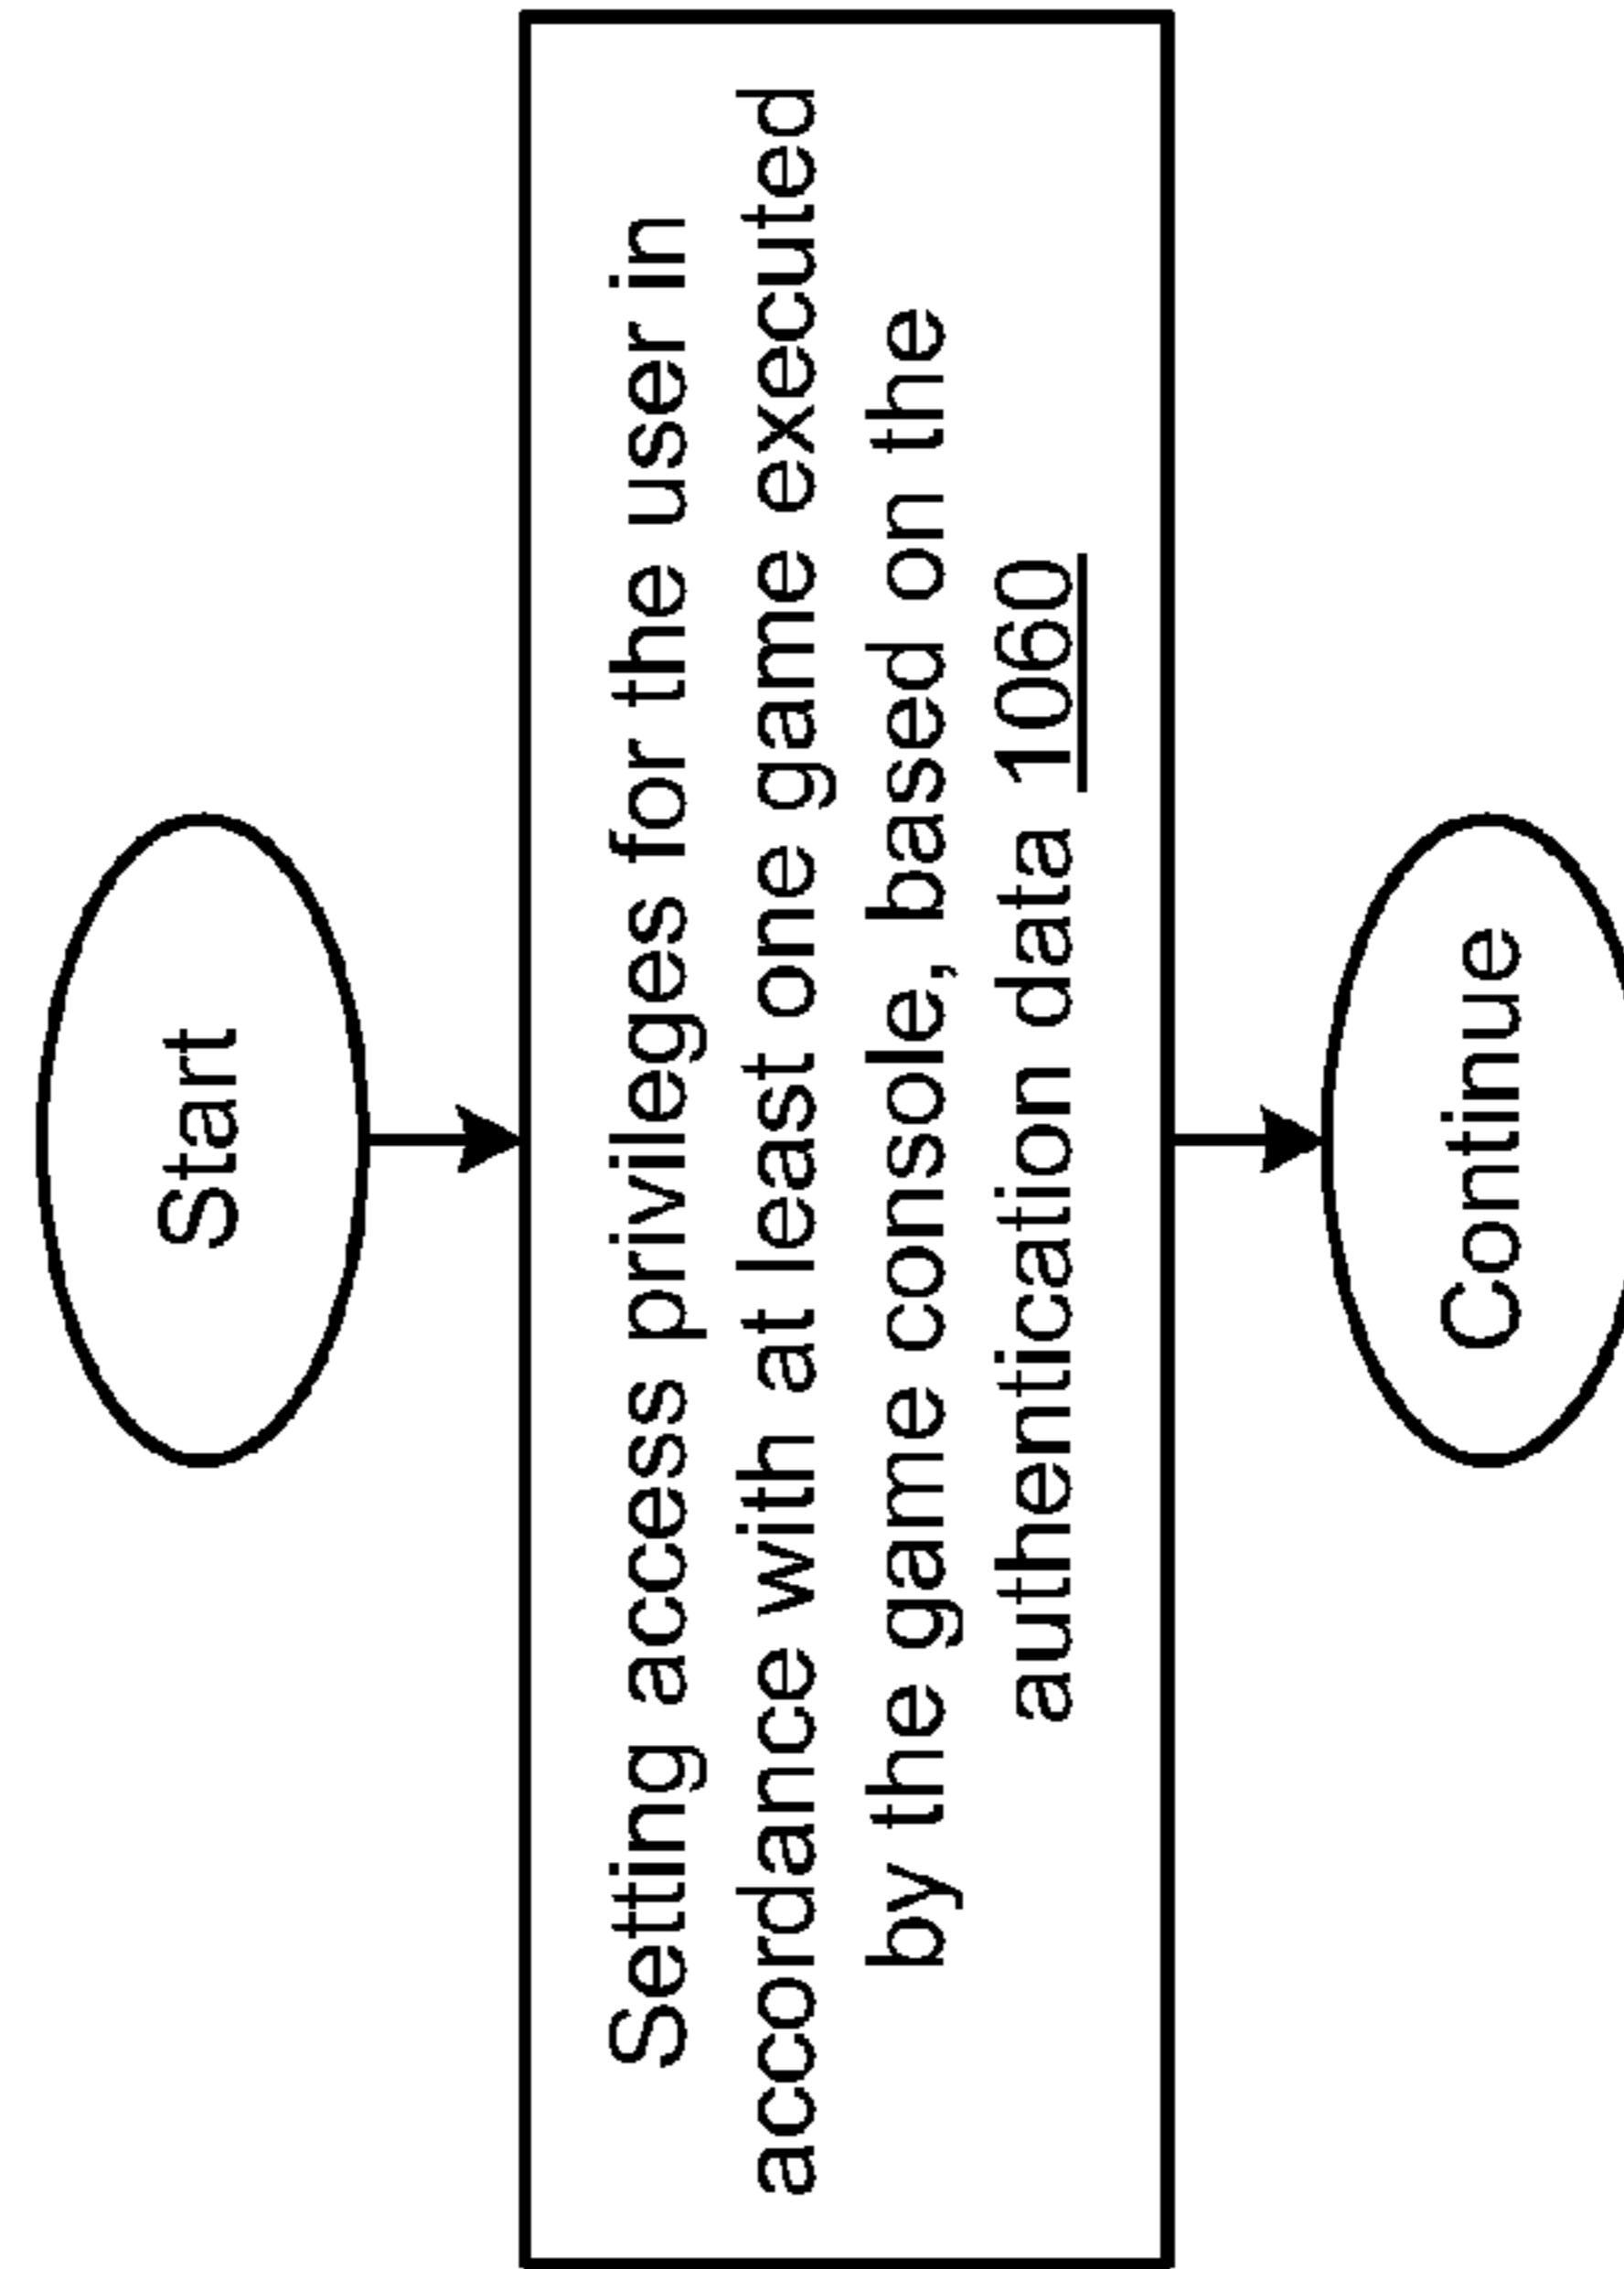 Start
Setting access privileges for the user in
accordance with at least one game executed
by the game console, based on the
authentication data 1060
Continue